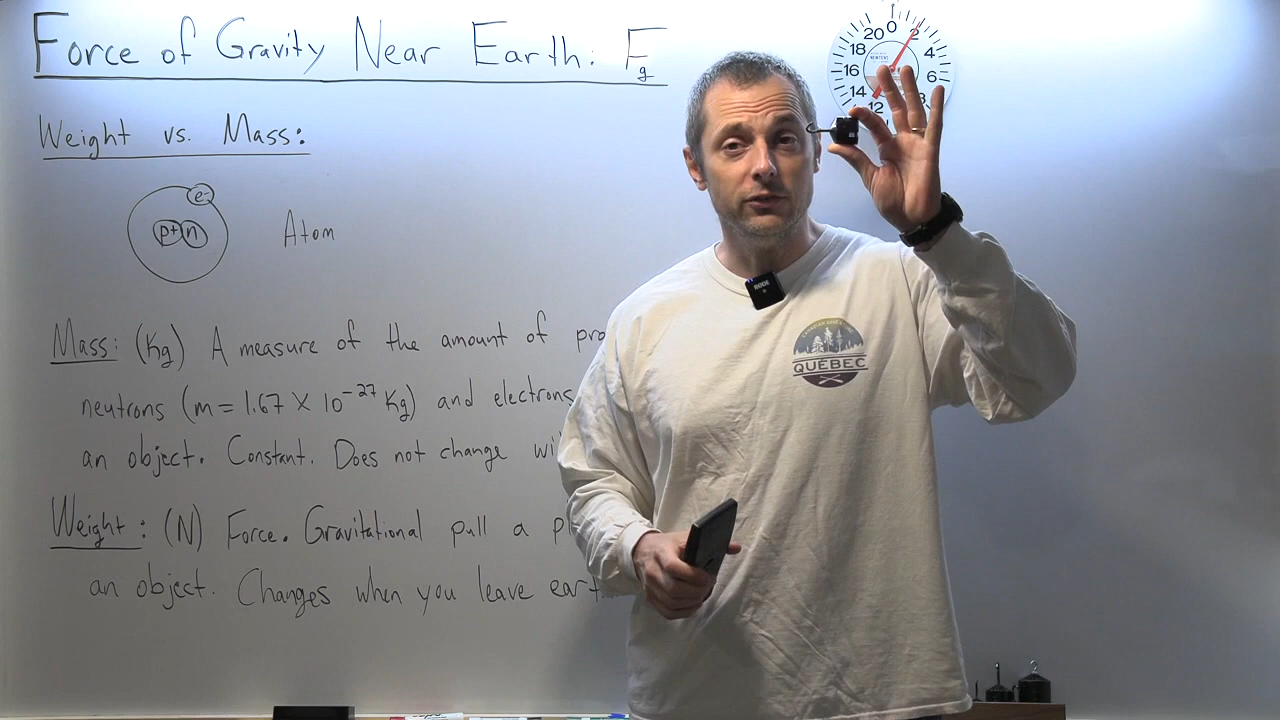 Force of Gravity Near Earth: Fg
Weight vs. Mass:
e-
p+ n
Atom
Mass: (Kg) A measure of the amount of pro
neutrons (m = 1.67 X 10⁻²⁷ Kg) and electrons
an object. Constant. Does not change wi
Weight: (N) Force. Gravitational pull a p
an object. Changes when you leave eart
0
2
4
6
8
12
14
16
18
20
NEWTONS
RODE
QUÉBEC